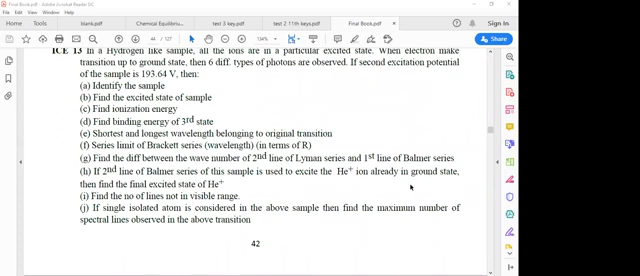 Final Book.pdf - Adobe Acrobat Reader DC
Home Tools blank.pdf Chemical Equilibriu... test 3 key.pdf test 2 11th keys.pdf Final Book.pdf × Sign In
44 / 127 134% Share
ICE 13 In a Hydrogen like sample, all the ions are in a particular excited state. When electron make
transition up to ground state, then 6 diff. types of photons are observed. If second excitation potential
of the sample is 193.64 V, then:
(a) Identify the sample
(b) Find the excited state of sample
(c) Find ionization energy
(d) Find binding energy of 3rd state
(e) Shortest and longest wavelength belonging to original transition
(f) Series limit of Brackett series (wavelength) (in terms of R)
(g) Find the diff between the wave number of 2nd line of Lyman series and 1st line of Balmer series
(h) If 2nd line of Balmer series of this sample is used to excite the He+ ion already in ground state,
then find the final excited state of He+
(i) Find the no of lines not in visible range.
(j) If single isolated atom is considered in the above sample then find the maximum number of
spectral lines observed in the above transition
42